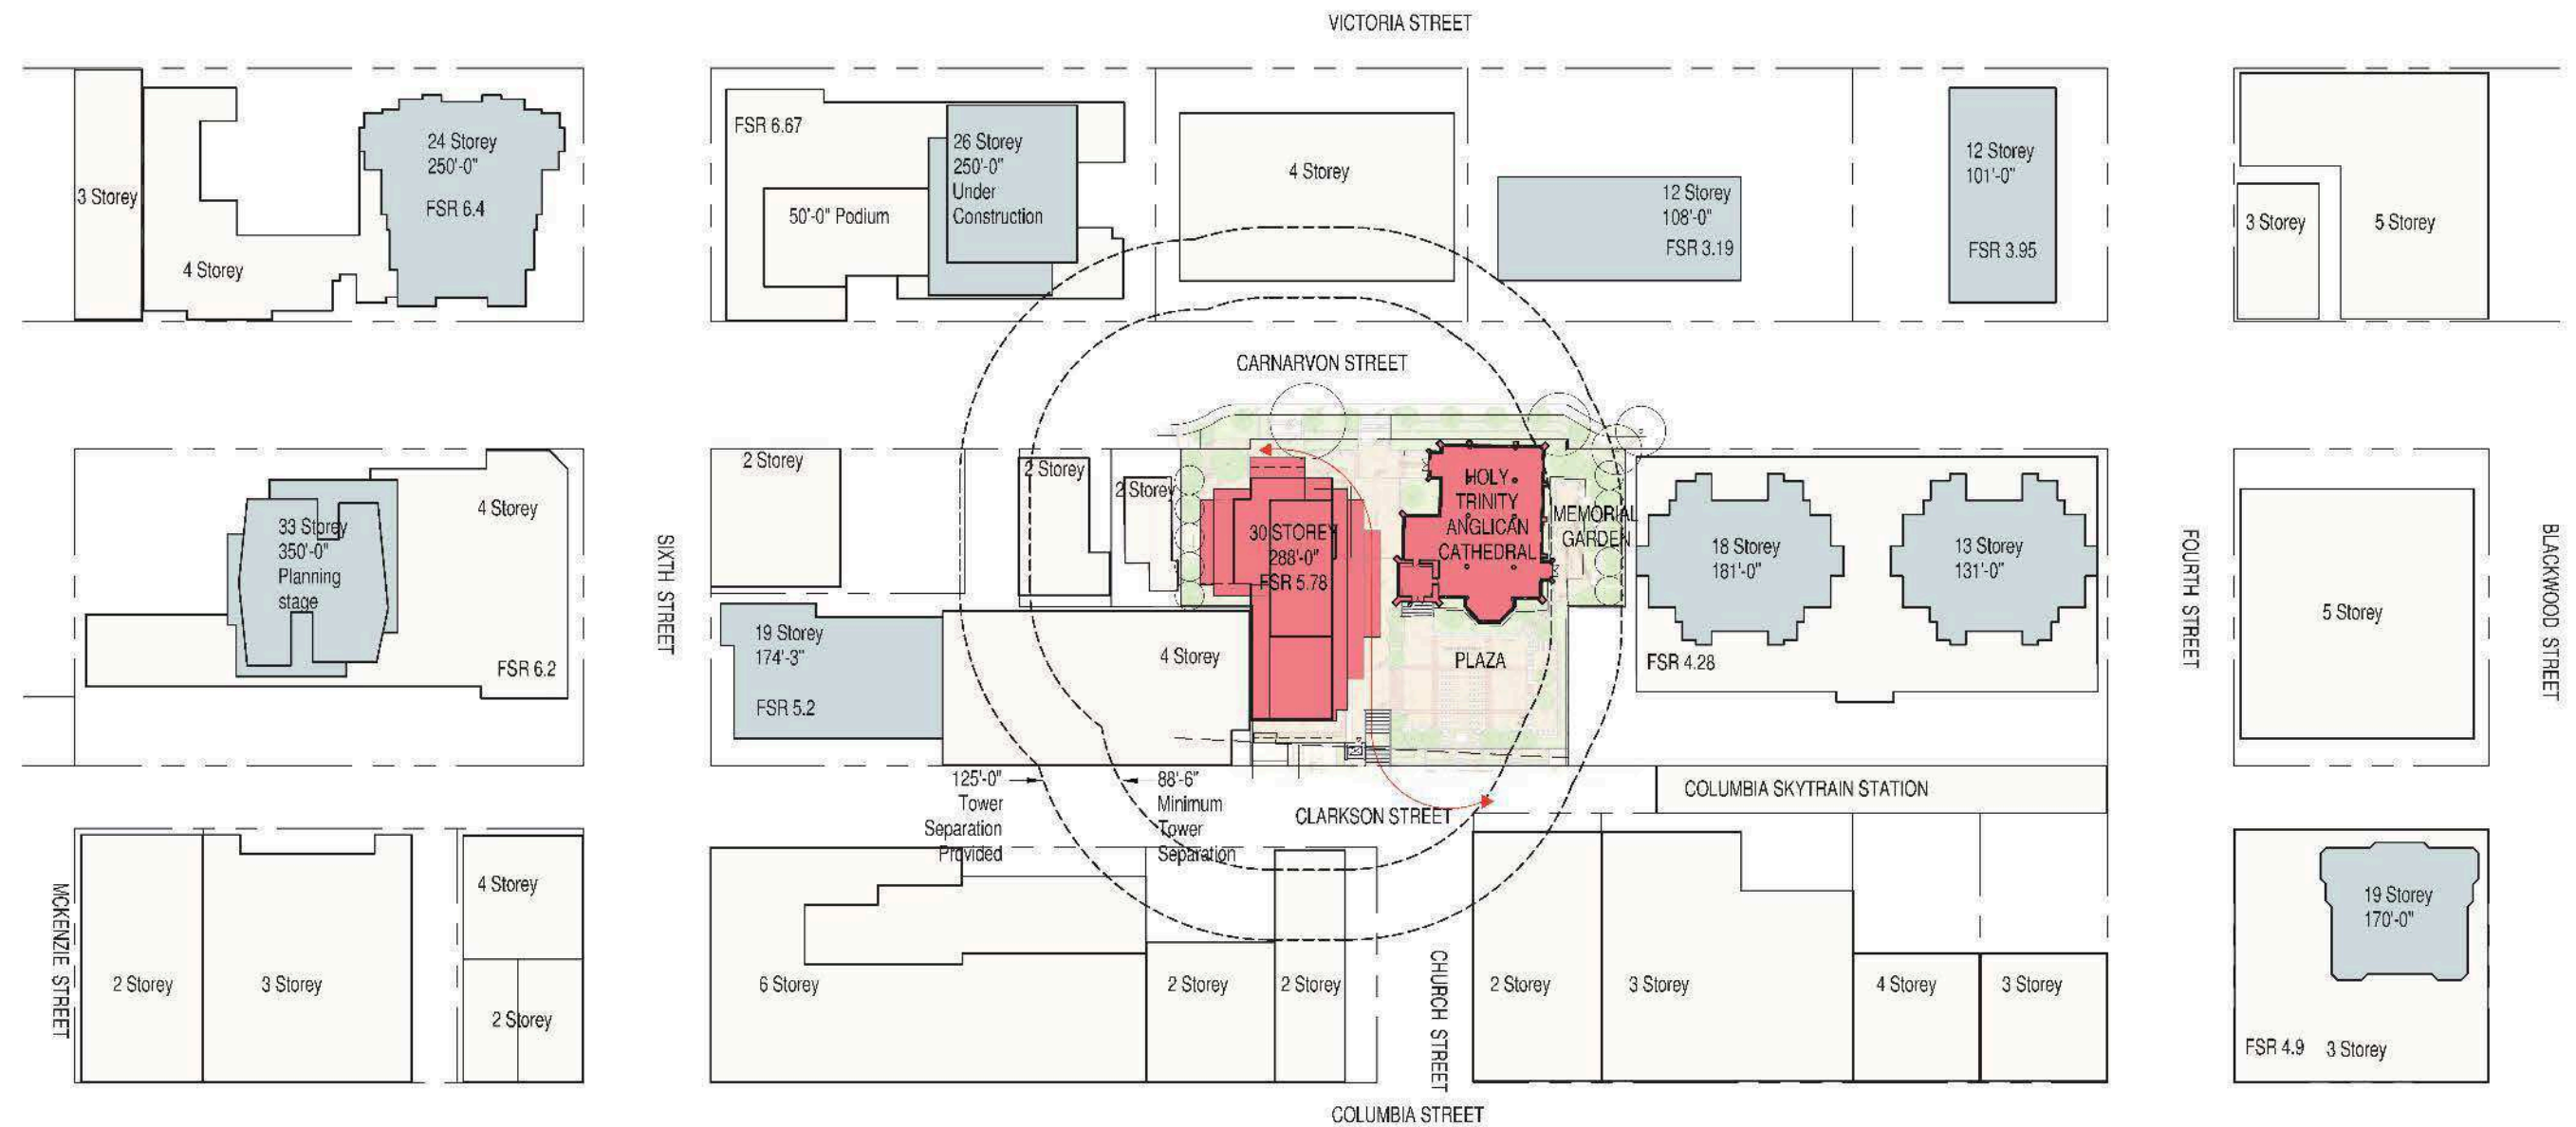 VICTORIA STREET
3 Storey
4 Storey
24 Storey
250'-0"
FSR 6.4
FSR 6.67
50'-0" Podium
26 Storey
250'-0"
Under
Construction
4 Storey
12 Storey
108'-0"
FSR 3.19
12 Storey
101'-0"
FSR 3.95
3 Storey
5 Storey
CARNARVON STREET
33 Storey
350'-0"
Planning
stage
4 Storey
FSR 6.2
SIXTH STREET
2 Storey
19 Storey
174'-3"
FSR 5.2
2 Storey
2 Storey
4 Storey
30 STOREY
288'-0"
FSR 5.78
HOLY
TRINITY
ANGLICAN
CATHEDRAL
MEMORIAL
GARDEN
PLAZA
18 Storey
181'-0"
FSR 4.28
13 Storey
131'-0"
FOURTH STREET
5 Storey
BLACKWOOD STREET
125'-0"
Tower
Separation
Provided
88'-6"
Minimum
Tower
Separation
CLARKSON STREET
COLUMBIA SKYTRAIN STATION
MCKENZIE STREET
2 Storey
3 Storey
4 Storey
2 Storey
6 Storey
2 Storey
2 Storey
CHURCH STREET
2 Storey
3 Storey
4 Storey
3 Storey
19 Storey
170'-0"
FSR 4.9
3 Storey
COLUMBIA STREET